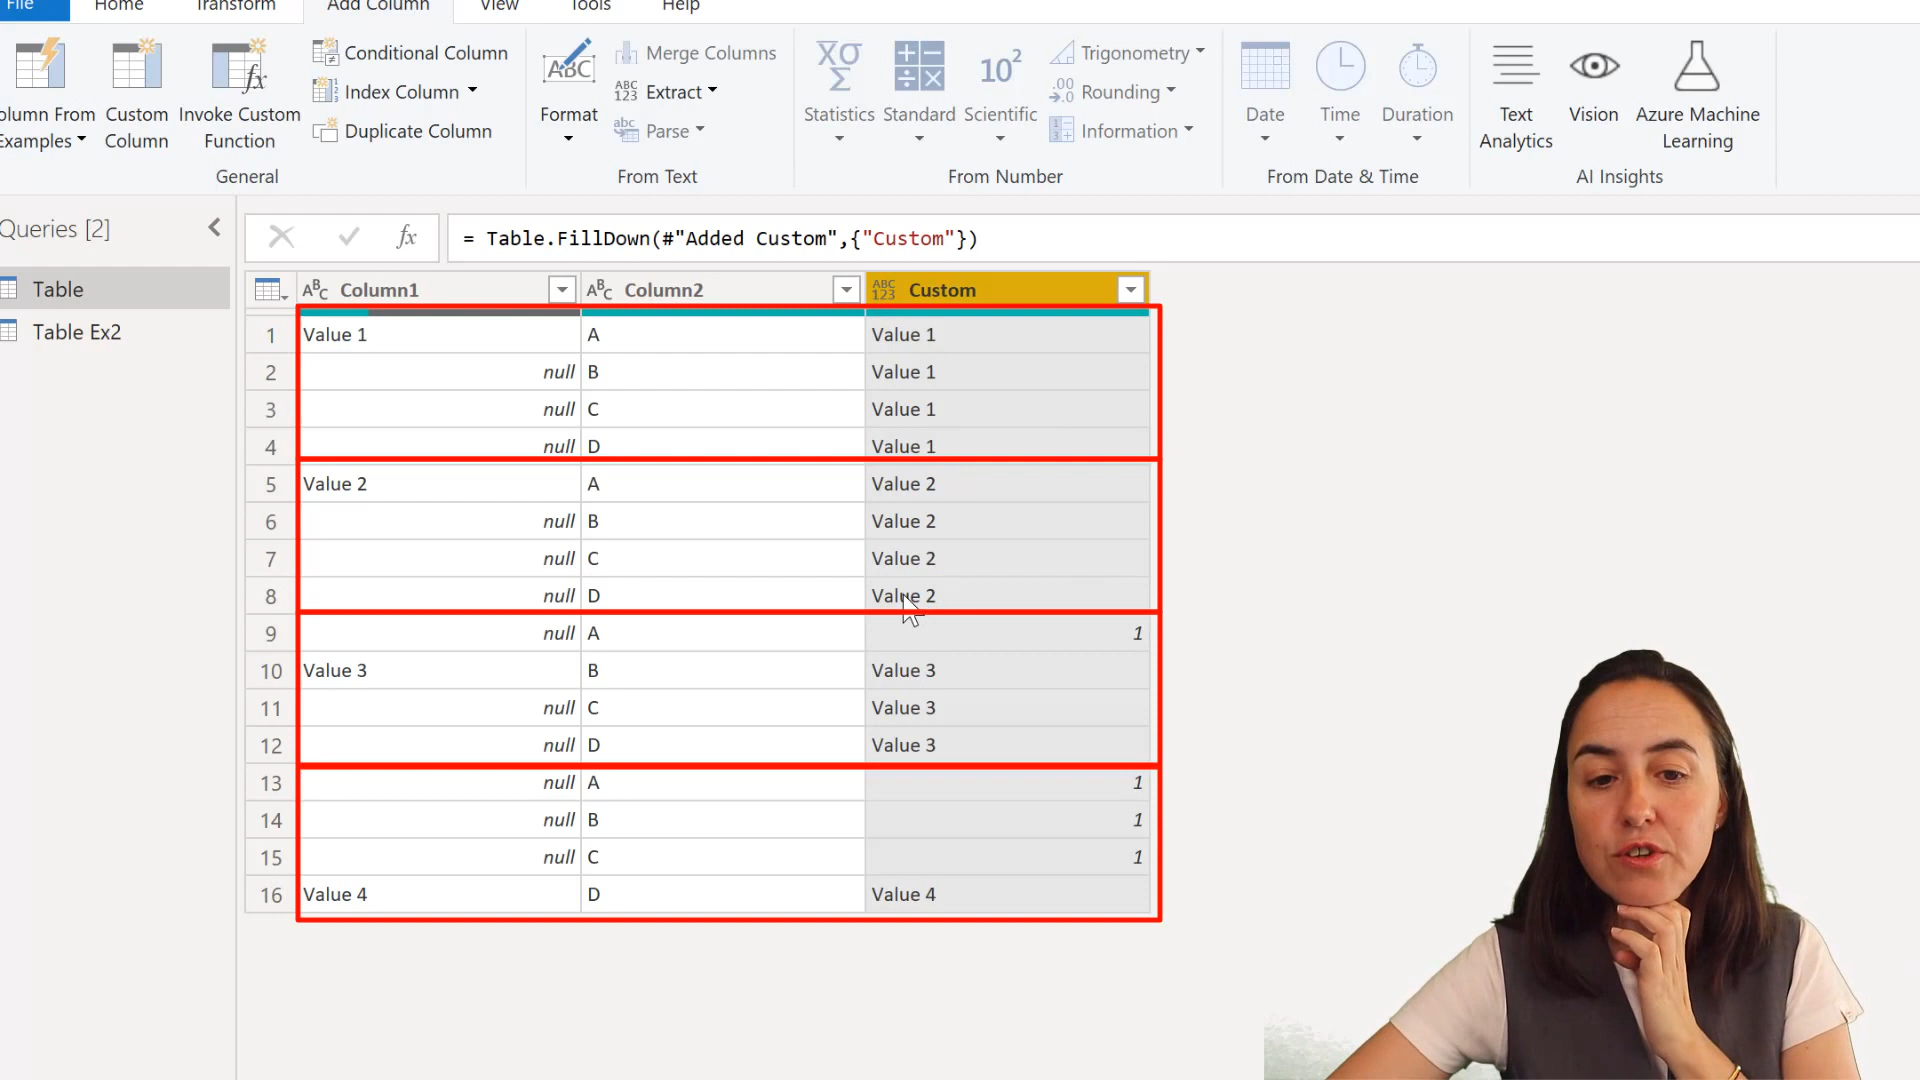 File Home Transform Add Column View Tools Help
Conditional Column Merge Columns Trigonometry
Index Column Extract Rounding
Duplicate Column Parse Information
Column From Examples
Custom Column
Invoke Custom Function
Format
Statistics Standard Scientific
Date Time Duration
Text Analytics
Vision
Azure Machine Learning
General From Text From Number From Date & Time AI Insights
Queries [2]
= Table.FillDown(#"Added Custom",{"Custom"})
Table
Table Ex2
Column1 Column2 Custom
1 Value 1 A Value 1
2 null B Value 1
3 null C Value 1
4 null D Value 1
5 Value 2 A Value 2
6 null B Value 2
7 null C Value 2
8 null D Value 2
9 null A 1
10 Value 3 B Value 3
11 null C Value 3
12 null D Value 3
13 null A 1
14 null B 1
15 null C 1
16 Value 4 D Value 4